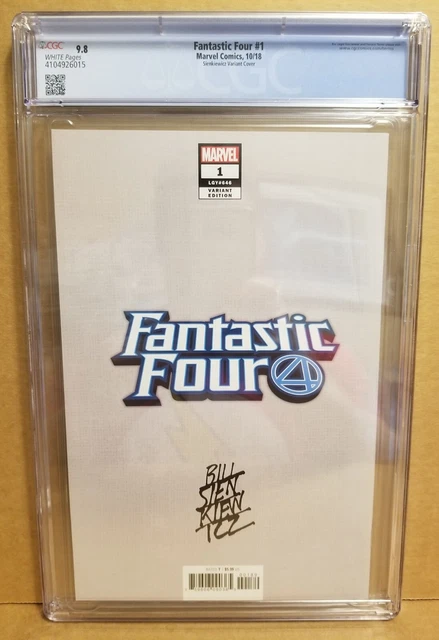 CGC
9.8
WHITE Pages
4104926015
Fantastic Four #1
Marvel Comics, 10/18
Sienkiewicz Variant Cover
MARVEL
1
LGY#646
VARIANT
EDITION
Fantastic
Four 4
BILL
SIEN
KIEW
ICZ